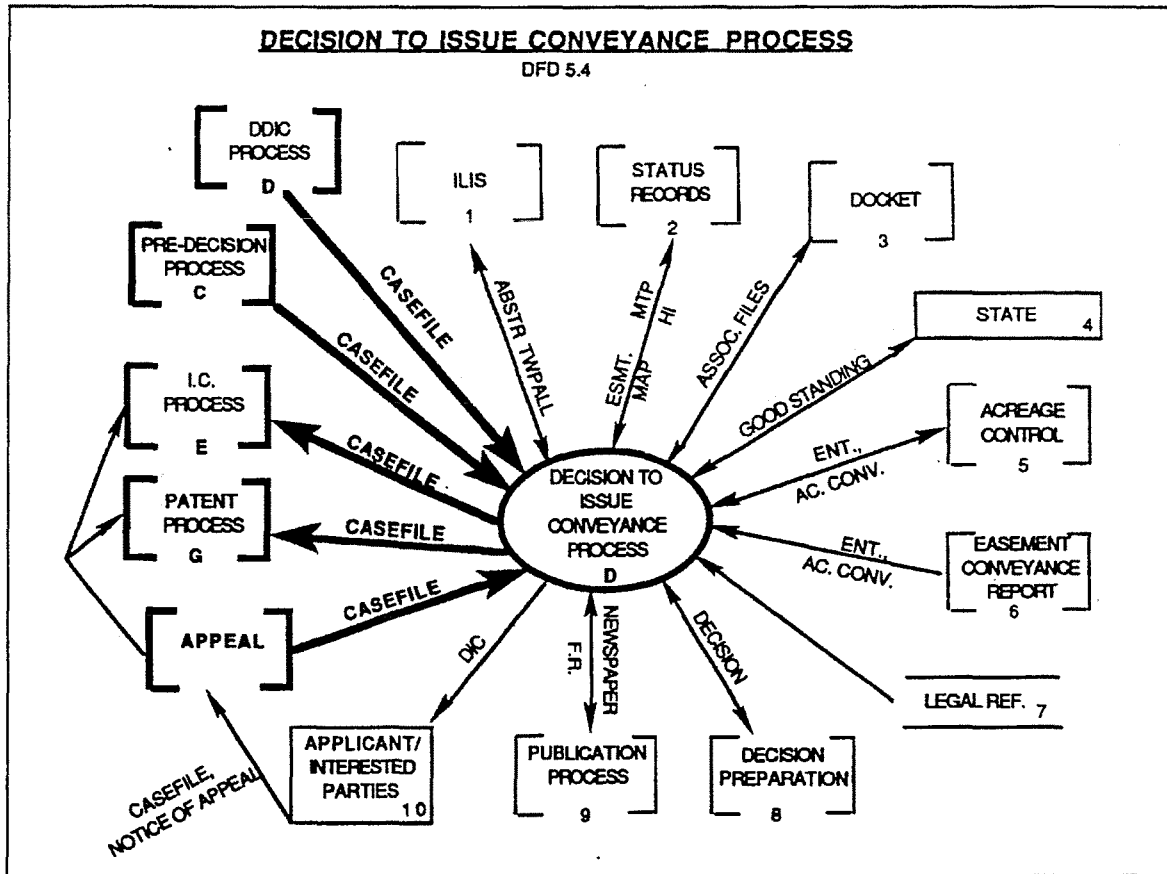 DECISION TO ISSUE CONVEYANCE PROCESS
DFD 5.4
DDIC
PROCESS
D
ILIS
1
STATUS
RECORDS
2
DOCKET
3
PRE-DECISION
PROCESS
C
CASEFILE
CASEFILE
ABSTR TWPALL
MTP
HI
ESMT.
MAP
ASSOC. FILES
STATE
4
GOOD STANDING
I.C.
PROCESS
E
CASEFILE
ACREAGE
CONTROL
5
ENT.,
AC. CONV.
DECISION TO
ISSUE
CONVEYANCE
PROCESS
D
PATENT
PROCESS
G
CASEFILE
ENT.,
AC. CONV.
EASEMENT
CONVEYANCE
REPORT
6
CASEFILE
APPEAL
DIC
NEWSPAPER
F.R.
DECISION
LEGAL REF. 7
APPLICANT/
INTERESTED
PARTIES
10
PUBLICATION
PROCESS
9
DECISION
PREPARATION
8
CASEFILE,
NOTICE OF APPEAL